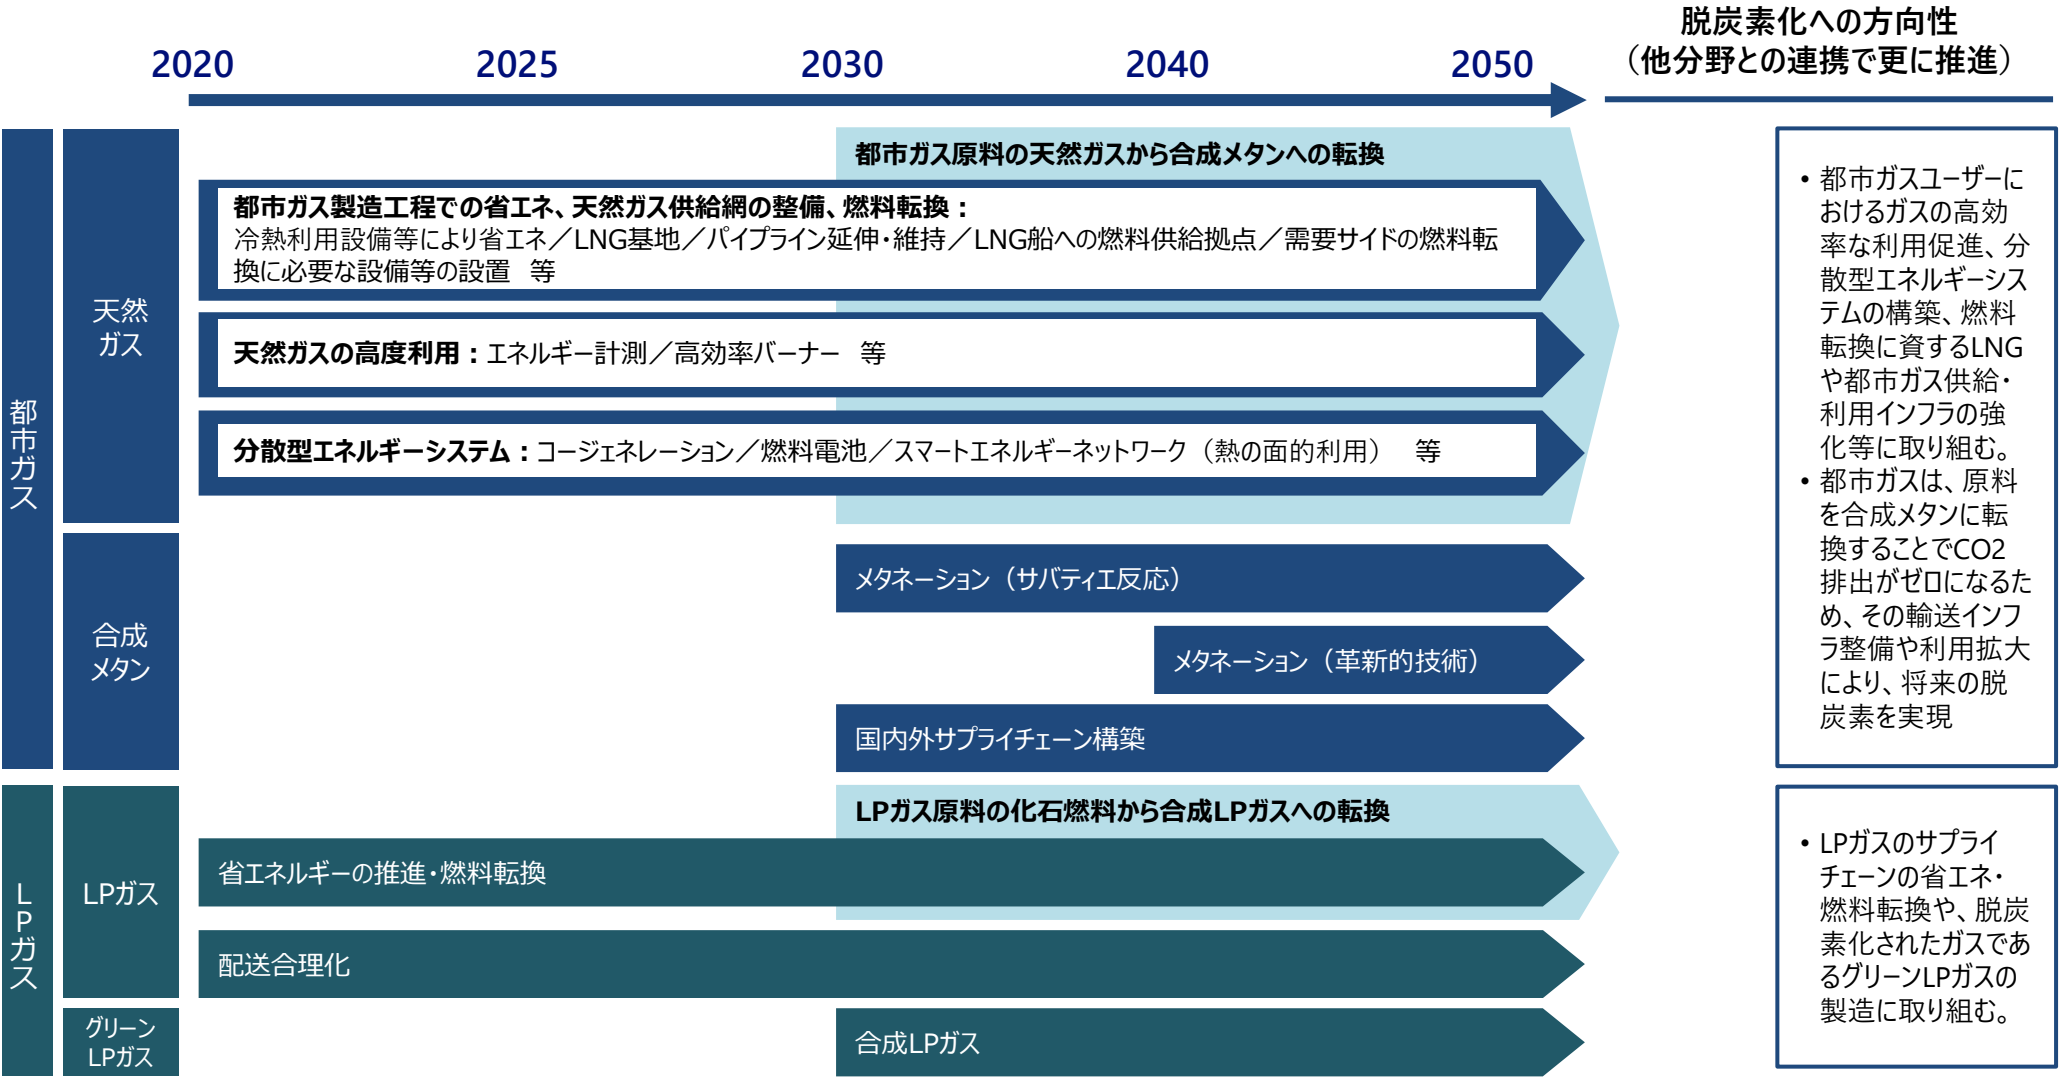 脱炭素化への方向性
（他分野との連携で更に推進）
2020 2025 2030 2040 2050
都市ガス
天然
ガス
都市ガス原料の天然ガスから合成メタンへの転換
都市ガス製造工程での省エネ、天然ガス供給網の整備、燃料転換：
冷熱利用設備等により省エネ／LNG基地／パイプライン延伸・維持／LNG船への燃料供給拠点／需要サイドの燃料転
換に必要な設備等の設置 等
天然ガスの高度利用：エネルギー計測／高効率バーナー 等
分散型エネルギーシステム：コージェネレーション／燃料電池／スマートエネルギーネットワーク（熱の面的利用） 等
合成
メタン
メタネーション（サバティエ反応）
メタネーション（革新的技術）
国内外サプライチェーン構築
• 都市ガスユーザーに
おけるガスの高効
率な利用促進、分
散型エネルギーシス
テムの構築、燃料
転換に資するLNG
や都市ガス供給・
利用インフラの強
化等に取り組む。
• 都市ガスは、原料
を合成メタンに転
換することでCO2
排出がゼロになるた
め、その輸送インフ
ラ整備や利用拡大
により、将来の脱
炭素を実現
LPガス
LPガス
LPガス原料の化石燃料から合成LPガスへの転換
省エネルギーの推進・燃料転換
配送合理化
グリーン
LPガス
合成LPガス
• LPガスのサプライ
チェーンの省エネ・
燃料転換や、脱炭
素化されたガスであ
るグリーンLPガスの
製造に取り組む。